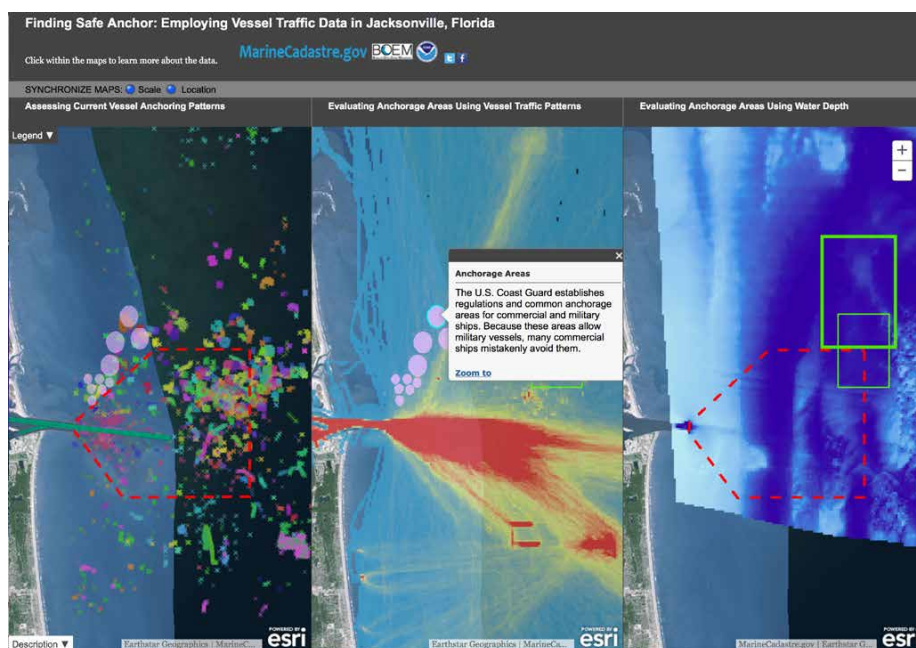 Finding Safe Anchor: Employing Vessel Traffic Data in Jacksonville, Florida
Click within the maps to learn more about the data.
MarineCadastre.gov
BOEM
SYNCHRONIZE MAPS: Scale Location
Assessing Current Vessel Anchoring Patterns
Evaluating Anchorage Areas Using Vessel Traffic Patterns
Evaluating Anchorage Areas Using Water Depth
Legend ▼
+
−
×
Anchorage Areas
The U.S. Coast Guard establishes
regulations and common anchorage
areas for commercial and military
ships. Because these areas allow
military vessels, many commercial
ships mistakenly avoid them.
Zoom to
Description ▼
Earthstar Geographics | MarineC...
POWERED BY
esri
Earthstar Geographics | MarineCa...
POWERED BY
esri
MarineCadastre.gov | Earthstar G...
POWERED BY
esri